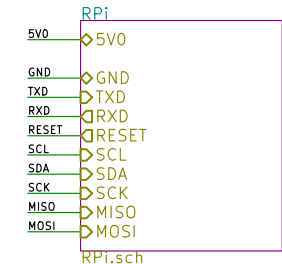 RPi
5V0 5V0
GND GND
TXD TXD
RXD RXD
RESET RESET
SCL SCL
SDA SDA
SCK SCK
MISO MISO
MOSI MOSI
RPi.sch